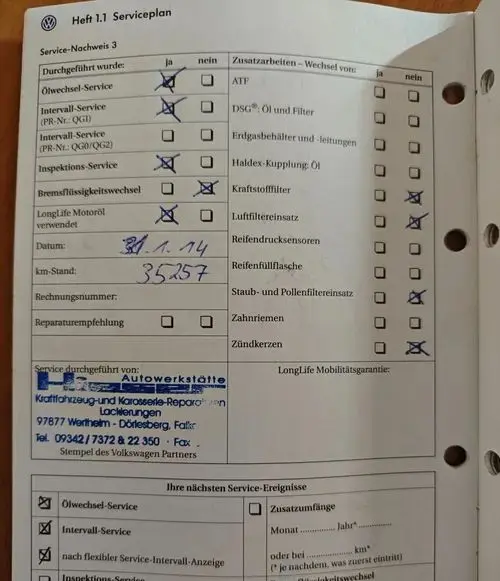 Heft 1.1 Serviceplan
Service-Nachweis 3
Durchgeführt wurde: ja nein
Ölwechsel-Service
Intervall-Service
(PR-Nr.: QG1)
Intervall-Service
(PR-Nr.: QG0/QG2)
Inspektions-Service
Bremsflüssigkeitswechsel
LongLife Motoröl
verwendet
Datum: 31.1.14
km-Stand: 35257
Rechnungsnummer:
Reparaturempfehlung
Zusatzarbeiten – Wechsel von: ja nein
ATF
DSG®: Öl und Filter
Erdgasbehälter und -leitungen
Haldex-Kupplung: Öl
Kraftstofffilter
Luftfiltereinsatz
Reifendrucksensoren
Reifenfüllflasche
Staub- und Pollenfiltereinsatz
Zahnriemen
Zündkerzen
Service durchgeführt von:
Autowerkstätte
Kraftfahrzeug-und Karosserie-Reparaturen
Lackierungen
97877 Wertheim - Dörlesberg,
Tel. 09342/7372 & 22 350 · Fax
Stempel des Volkswagen Partners
LongLife Mobilitätsgarantie:
Ihre nächsten Service-Ereignisse
Ölwechsel-Service
Intervall-Service
nach flexibler Service-Intervall-Anzeige
Inspektions-Service
Zusatzumfänge
Monat .............. Jahr* ..............
oder bei .................. km*
(* je nachdem, was zuerst eintritt)